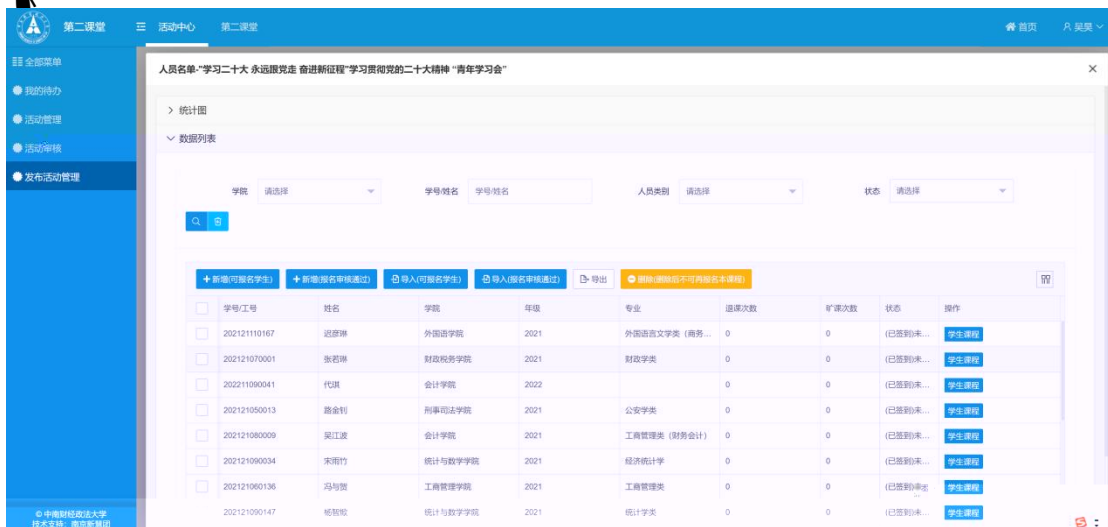 第二课堂 活动中心 第二课堂 首页 吴昊
全部菜单
我的待办
活动管理
活动审核
发布活动管理
人员名单-"学习二十大 永远跟党走 奋进新征程"学习贯彻党的二十大精神 “青年学习会” ×
统计图
数据列表
学院 请选择 学号/姓名 学号/姓名 人员类别 请选择 状态 请选择
新增(可报名学生) 新增(报名审核通过) 导入(可报名学生) 导入(报名审核通过) 导出 删除(删除后不可再报名本课程)
学号/工号 姓名 学院 年级 专业 退课次数 旷课次数 状态 操作
202121110167 迟彦琳 外国语学院 2021 外国语言文学类 (商务... 0 0 (已签到)未... 学生课程
202121070001 张若琳 财政税务学院 2021 财政学类 0 0 (已签到)未... 学生课程
202211090041 代琪 会计学院 2022 0 0 (已签到)未... 学生课程
202121050013 路金钊 刑事司法学院 2021 公安学类 0 0 (已签到)未... 学生课程
202121080009 吴江波 会计学院 2021 工商管理类 (财务会计) 0 0 (已签到)未... 学生课程
202121090034 宋雨竹 统计与数学学院 2021 经济统计学 0 0 (已签到)未... 学生课程
202121060136 冯与贺 工商管理学院 2021 工商管理类 0 0 (已签到) 学生课程
202121090147 统计与数学学院 2021 统计学类 0 0 (已签到)未... 学生课程
© 中南财经政法大学
技术支持: 南京新慧团